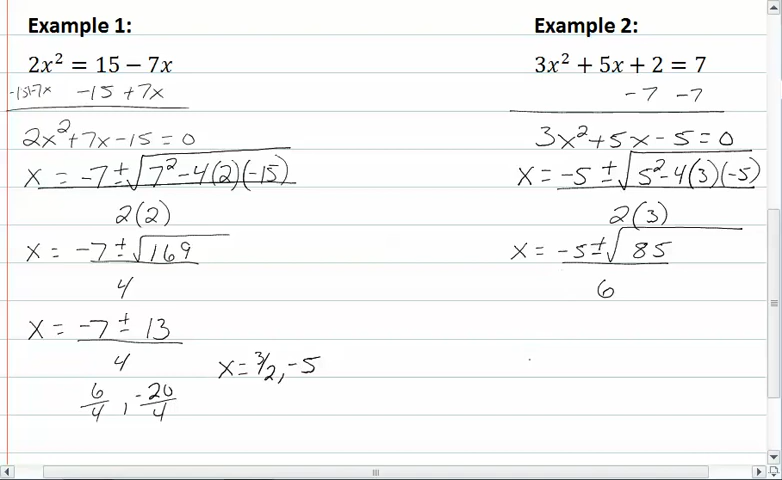 Example 1:
2x² = 15 − 7x
-15+7x -15 +7x
2x²+7x-15=0
x = -7±√7²-4(2)(-15)
2(2)
x = -7±√169
4
x = -7 ± 13
4
6/4 , -20/4
x=3/2,-5
Example 2:
3x² + 5x + 2 = 7
-7 -7
3x²+5x-5=0
x=-5±√5²-4(3)(-5)
2(3)
x=-5±√85
6